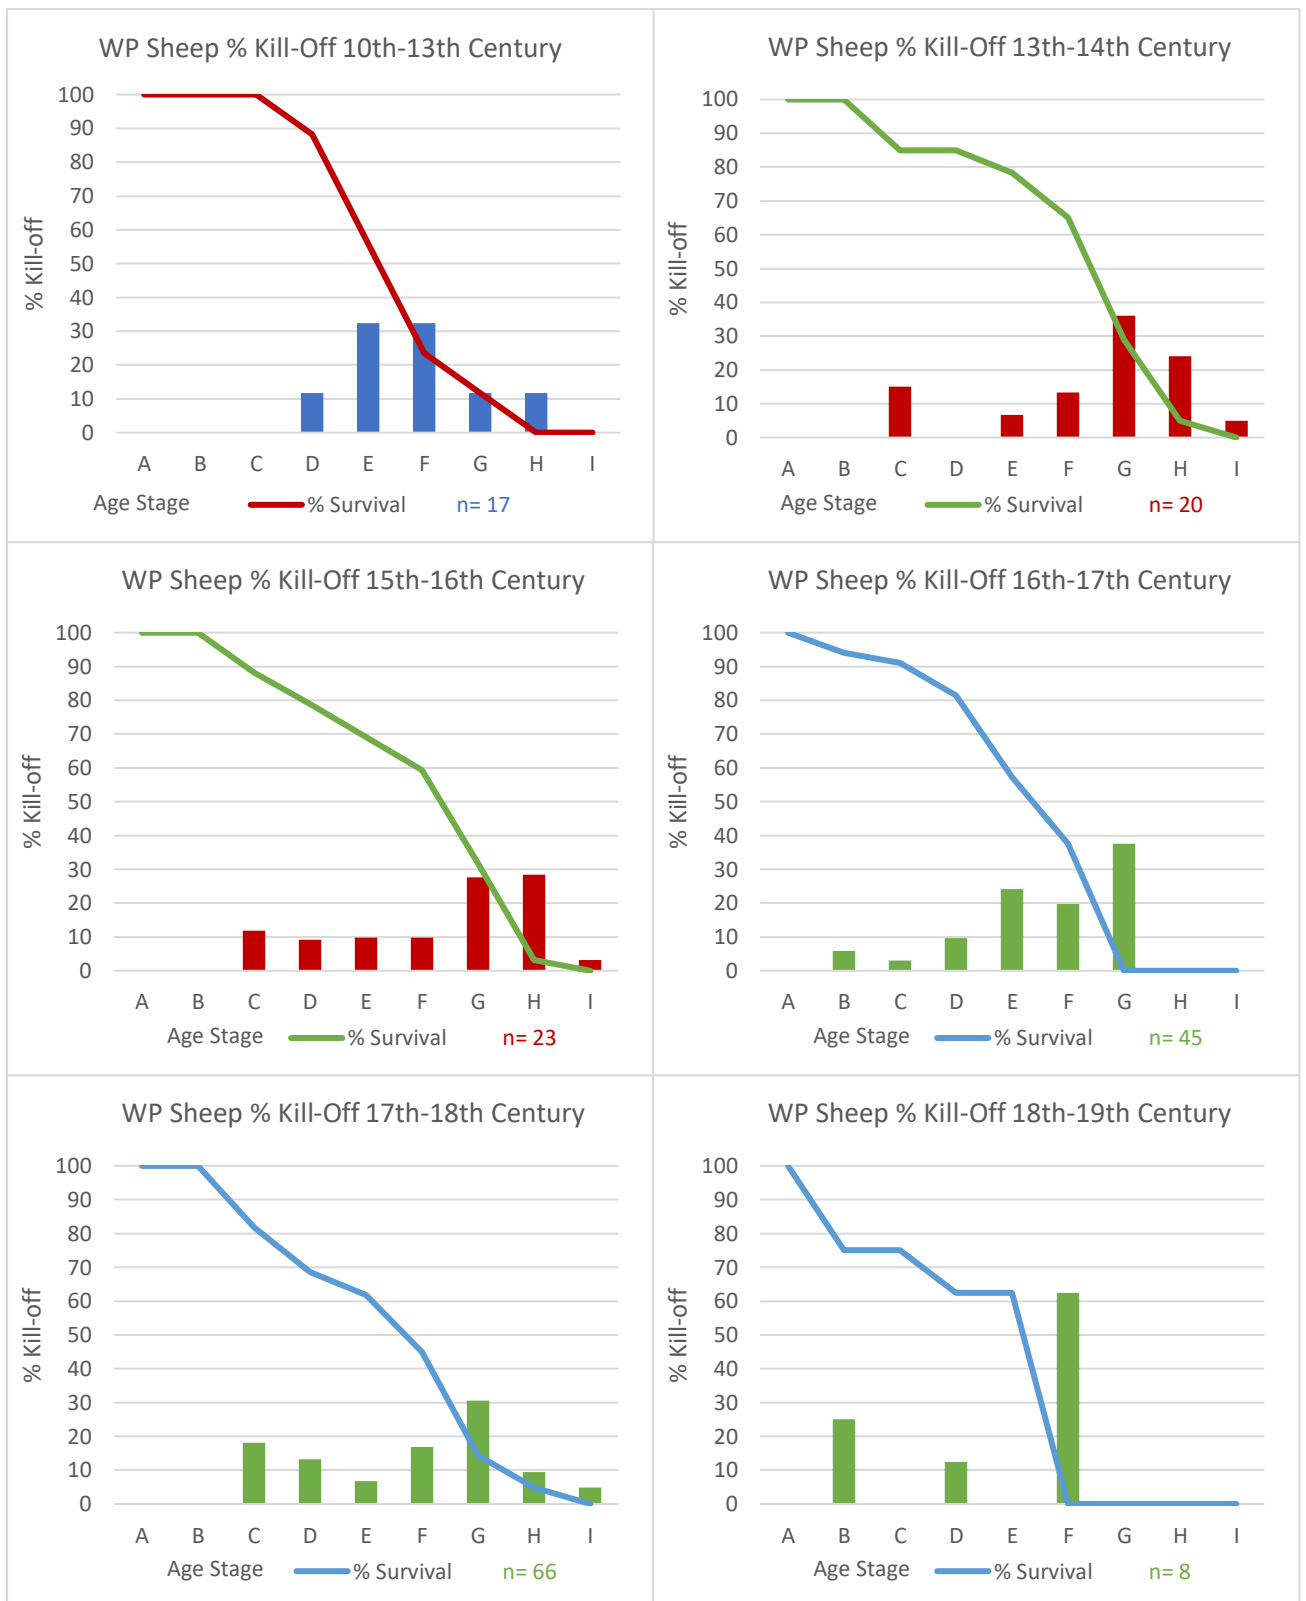 WP Sheep % Kill-Off 10th-13th Century
100
90
80
70
60
50
40
30
20
10
0
% Kill-off
A B C D E F G H I
Age Stage % Survival n= 17
WP Sheep % Kill-Off 13th-14th Century
100
90
80
70
60
50
40
30
20
10
0
% Kill-off
A B C D E F G H I
Age Stage % Survival n= 20
WP Sheep % Kill-Off 15th-16th Century
100
90
80
70
60
50
40
30
20
10
0
% Kill-off
A B C D E F G H I
Age Stage % Survival n= 23
WP Sheep % Kill-Off 16th-17th Century
100
90
80
70
60
50
40
30
20
10
0
% Kill-off
A B C D E F G H I
Age Stage % Survival n= 45
WP Sheep % Kill-Off 17th-18th Century
100
90
80
70
60
50
40
30
20
10
0
% Kill-off
A B C D E F G H I
Age Stage % Survival n= 66
WP Sheep % Kill-Off 18th-19th Century
100
90
80
70
60
50
40
30
20
10
0
% Kill-off
A B C D E F G H I
Age Stage % Survival n= 8